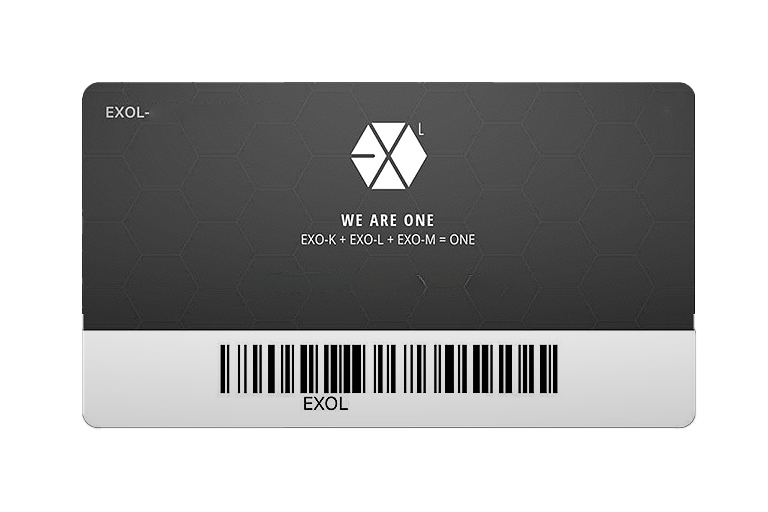 EXOL-
L
WE ARE ONE
EXO-K + EXO-L + EXO-M = ONE
EXOL